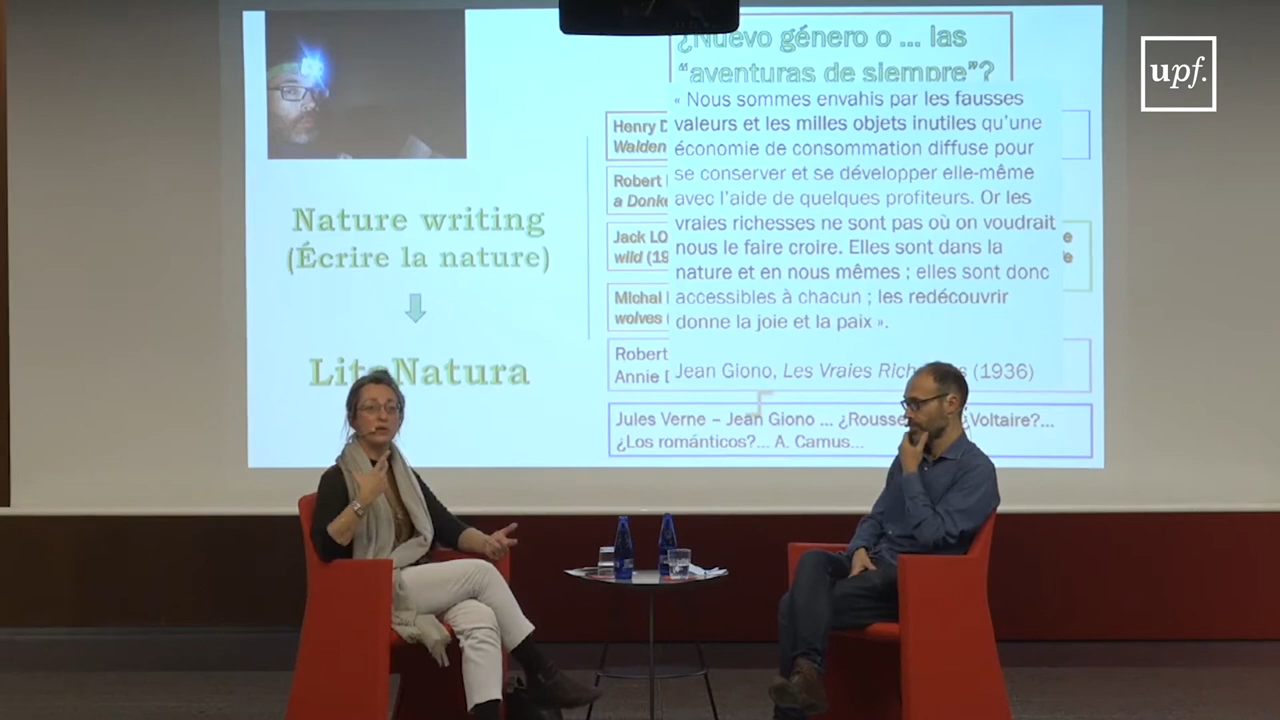 upf.
Nature writing
(Écrire la nature)
¿Nuevo género o ... las
“aventuras de siempre”?
Henry D
Walden
Robert
a Donke
Jack LO
wild (19
Michal
wolves
Robert
Annie D
« Nous sommes envahis par les fausses
valeurs et les milles objets inutiles qu’une
économie de consommation diffuse pour
se conserver et se développer elle-même
avec l’aide de quelques profiteurs. Or les
vraies richesses ne sont pas où on voudrait
nous le faire croire. Elles sont dans la
nature et en nous mêmes ; elles sont donc
accessibles à chacun ; les redécouvrir
donne la joie et la paix ».
Jean Giono, Les Vraies (1936)
Jules Verne – Jean Giono ... ¿Voltaire?...
¿Los románticos?... A. Camus...